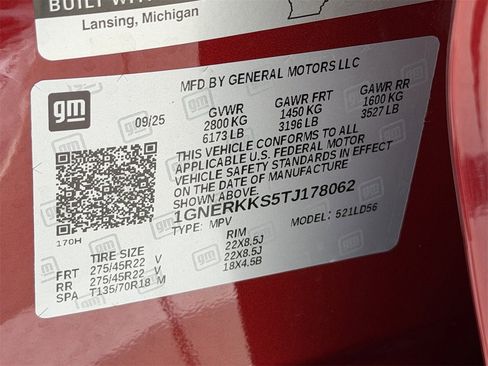 BUILT WIT
Lansing, Michigan
gm
MFD BY GENERAL MOTORS LLC
09/25
GVWR GAWR FRT GAWR RR
2800 KG 1450 KG 1600 KG
6173 LB 3196 LB 3527 LB
THIS VEHICLE CONFORMS TO ALL
APPLICABLE U.S. FEDERAL MOTOR
VEHICLE SAFETY STANDARDS IN EFFECT
ON THE DATE OF MANUFACTURE
SHOWN ABOVE.
1GNERKKS5TJ178062
TYPE: MPV MODEL: 521LD56
170H
TIRE SIZE RIM
FRT 275/45R22 V 22X8.5J
RR 275/45R22 V 22X8.5J
SPA T135/70R18 M 18X4.5B